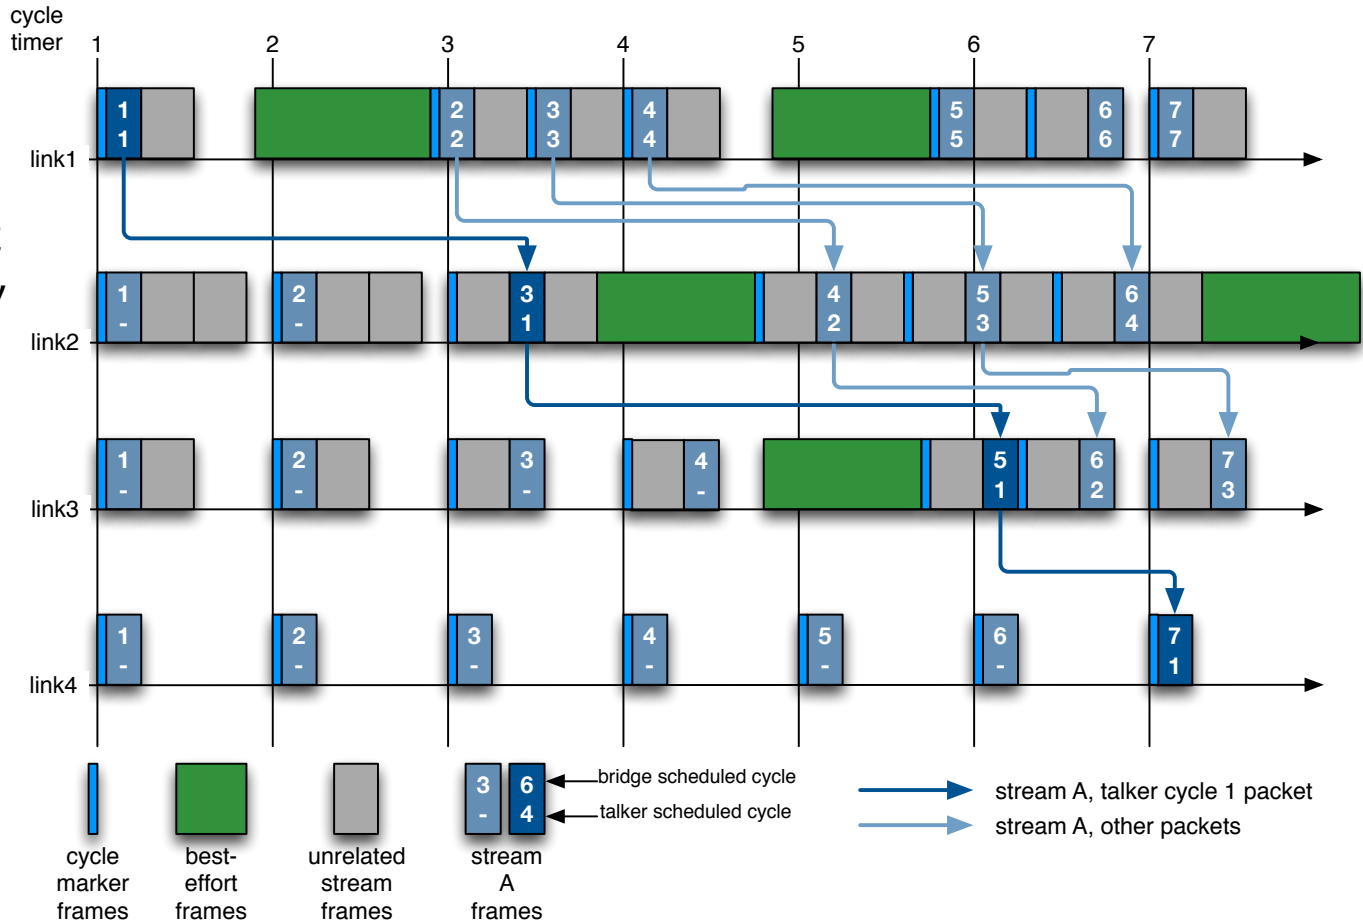 cycle
timer
1 2 3 4 5 6 7
1 2 3 4 5 6 7
1 2 3 4 5 6 7
link1
1 2 3 4 5 6
- - 1 2 3 4
link2
1 2 3 4 5 6 7
- - - - 1 2 3
link3
1 2 3 4 5 6 7
- - - - - - 1
link4
3 6
- 4
bridge scheduled cycle
talker scheduled cycle
stream A, talker cycle 1 packet
stream A, other packets
cycle
marker
frames
best-
effort
frames
unrelated
stream
frames
stream
A
frames